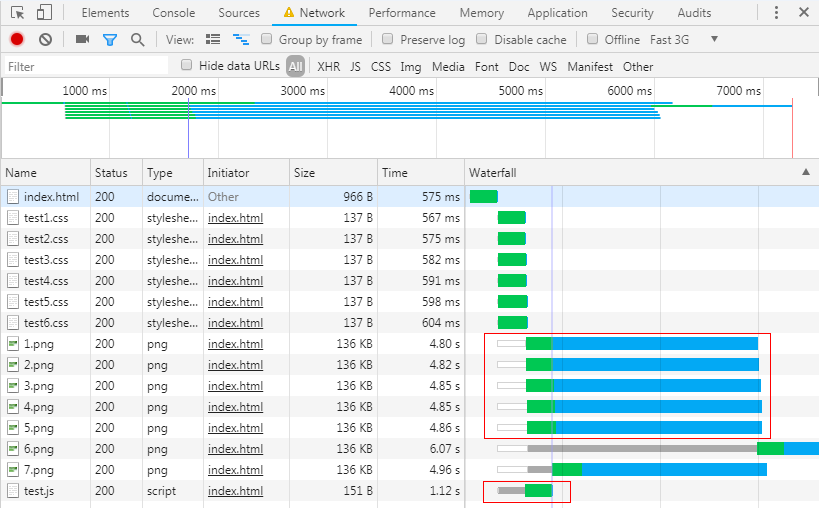 Elements Console Sources Network Performance Memory Application Security Audits
View: Group by frame Preserve log Disable cache Offline Fast 3G
Filter Hide data URLs All XHR JS CSS Img Media Font Doc WS Manifest Other
1000 ms 2000 ms 3000 ms 4000 ms 5000 ms 6000 ms 7000 ms
Name Status Type Initiator Size Time Waterfall
index.html 200 docume... Other 966 B 575 ms
test1.css 200 styleshe... index.html 137 B 567 ms
test2.css 200 styleshe... index.html 137 B 575 ms
test3.css 200 styleshe... index.html 137 B 582 ms
test4.css 200 styleshe... index.html 137 B 591 ms
test5.css 200 styleshe... index.html 137 B 598 ms
test6.css 200 styleshe... index.html 137 B 604 ms
1.png 200 png index.html 136 KB 4.80 s
2.png 200 png index.html 136 KB 4.82 s
3.png 200 png index.html 136 KB 4.85 s
4.png 200 png index.html 136 KB 4.85 s
5.png 200 png index.html 136 KB 4.86 s
6.png 200 png index.html 136 KB 6.07 s
7.png 200 png index.html 136 KB 4.96 s
test.js 200 script index.html 151 B 1.12 s